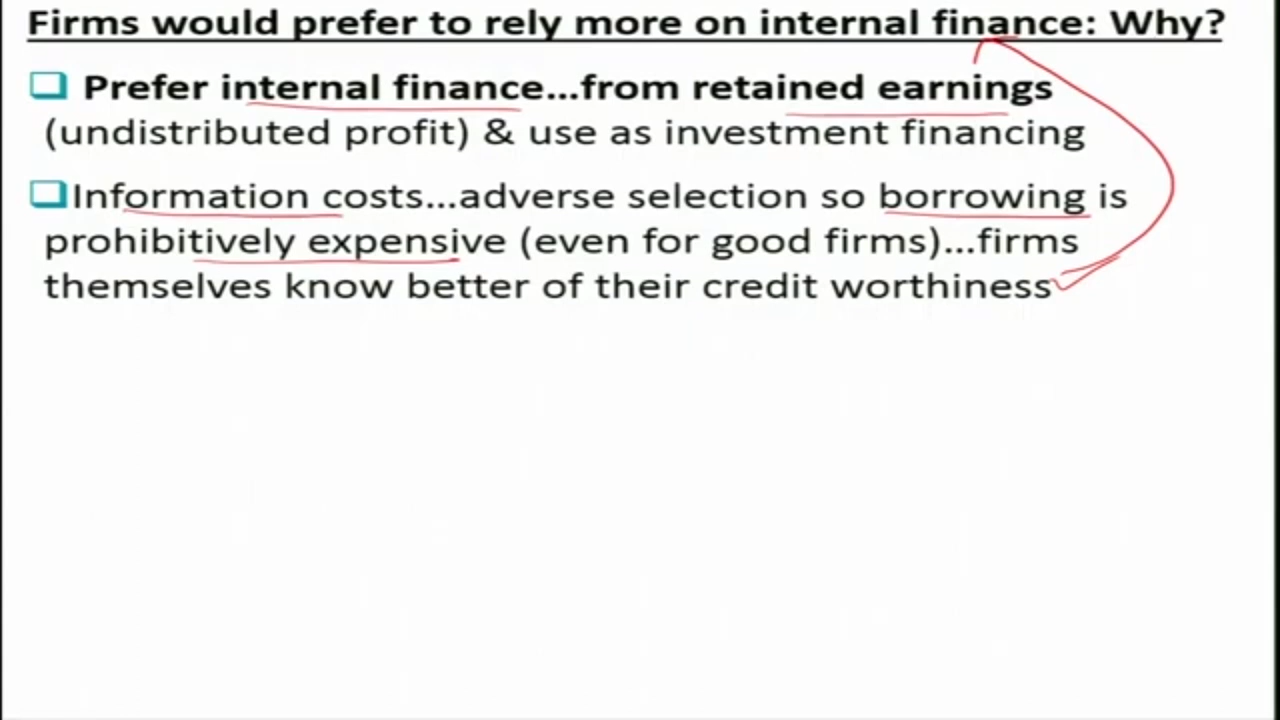 Firms would prefer to rely more on internal finance: Why?
Prefer internal finance...from retained earnings
(undistributed profit) & use as investment financing
Information costs...adverse selection so borrowing is
prohibitively expensive (even for good firms)...firms
themselves know better of their credit worthiness